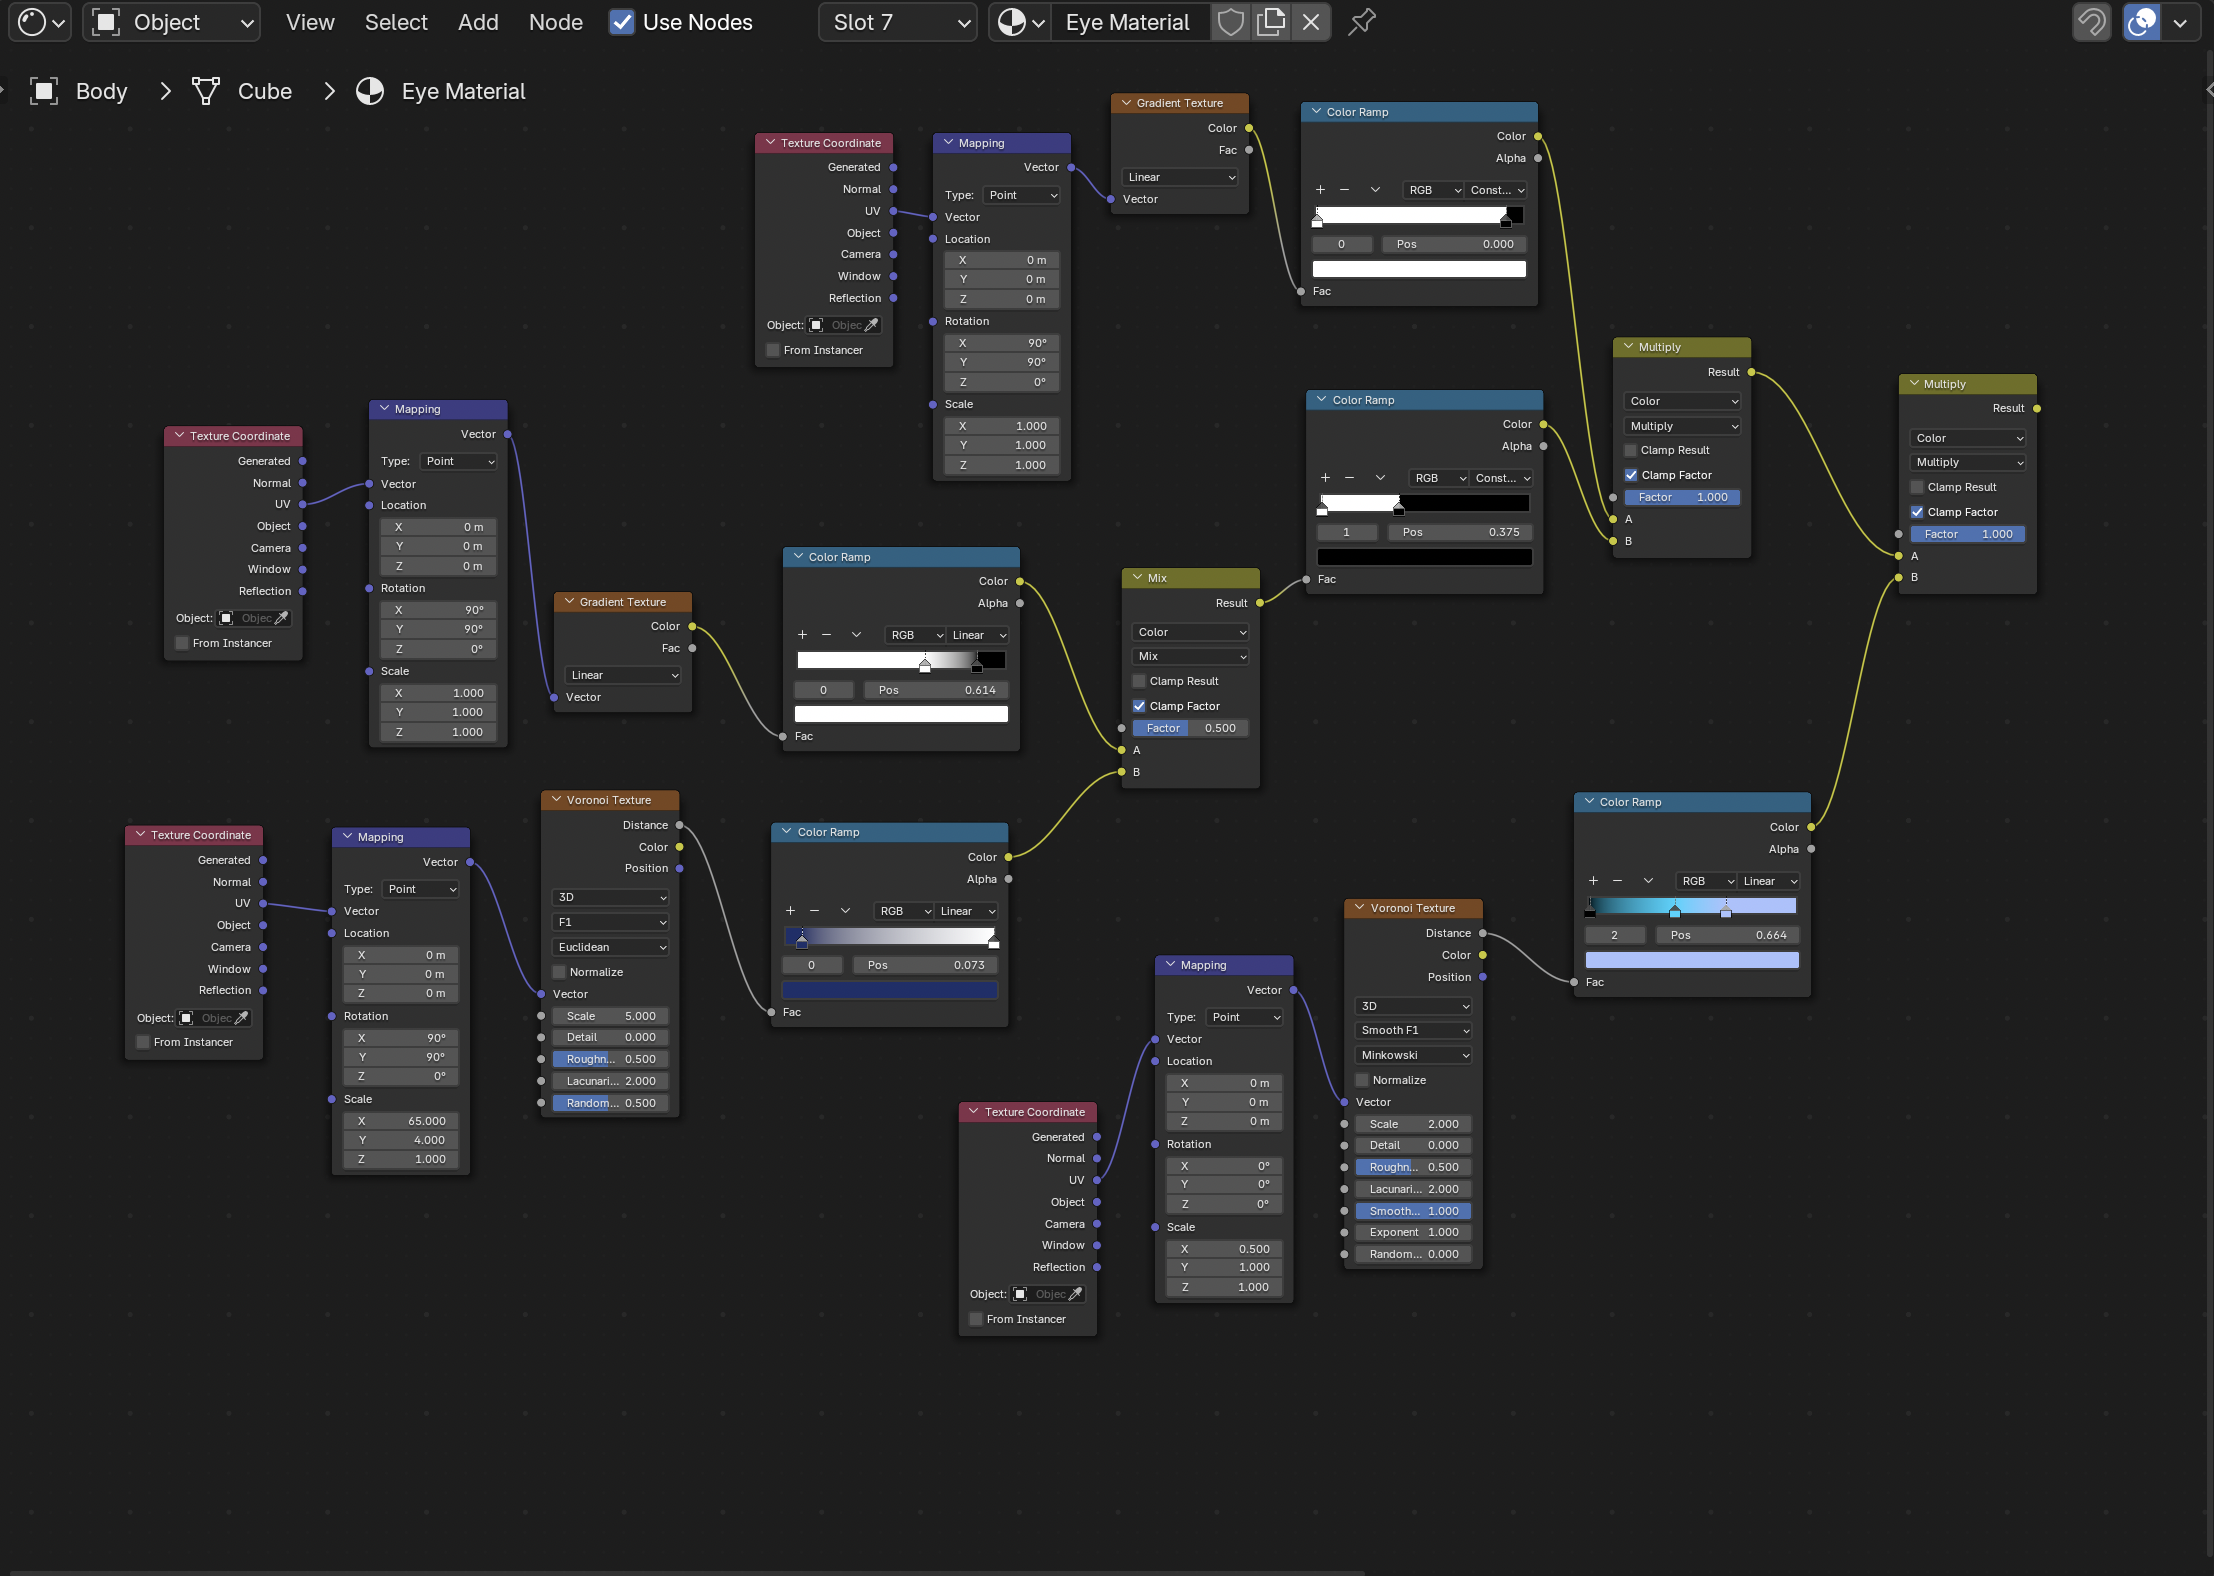 Object View Select Add Node Use Nodes Slot 7 Eye Material
Body Cube Eye Material
Gradient Texture
Color
Fac
Linear
Vector
Color Ramp
Color
Alpha
+ − RGB Const...
0 Pos 0.000
Fac
Texture Coordinate
Generated
Normal
UV
Object
Camera
Window
Reflection
Object: Objec
From Instancer
Mapping
Vector
Type: Point
Vector
Location
X 0 m
Y 0 m
Z 0 m
Rotation
X 90°
Y 90°
Z 0°
Scale
X 1.000
Y 1.000
Z 1.000
Multiply
Result
Color
Multiply
Clamp Result
Clamp Factor
Factor 1.000
A
B
Multiply
Result
Color
Multiply
Clamp Result
Clamp Factor
Factor 1.000
A
B
Color Ramp
Color
Alpha
+ − RGB Const...
1 Pos 0.375
Fac
Texture Coordinate
Generated
Normal
UV
Object
Camera
Window
Reflection
Object: Objec
From Instancer
Mapping
Vector
Type: Point
Vector
Location
X 0 m
Y 0 m
Z 0 m
Rotation
X 90°
Y 90°
Z 0°
Scale
X 1.000
Y 1.000
Z 1.000
Gradient Texture
Color
Fac
Linear
Vector
Color Ramp
Color
Alpha
+ − RGB Linear
0 Pos 0.614
Fac
Mix
Result
Color
Mix
Clamp Result
Clamp Factor
Factor 0.500
A
B
Texture Coordinate
Generated
Normal
UV
Object
Camera
Window
Reflection
Object: Objec
From Instancer
Mapping
Vector
Type: Point
Vector
Location
X 0 m
Y 0 m
Z 0 m
Rotation
X 90°
Y 90°
Z 0°
Scale
X 65.000
Y 4.000
Z 1.000
Voronoi Texture
Distance
Color
Position
3D
F1
Euclidean
Normalize
Vector
Scale 5.000
Detail 0.000
Roughn... 0.500
Lacunari... 2.000
Random... 0.500
Color Ramp
Color
Alpha
+ − RGB Linear
0 Pos 0.073
Fac
Texture Coordinate
Generated
Normal
UV
Object
Camera
Window
Reflection
Object: Objec
From Instancer
Mapping
Vector
Type: Point
Vector
Location
X 0 m
Y 0 m
Z 0 m
Rotation
X 0°
Y 0°
Z 0°
Scale
X 0.500
Y 1.000
Z 1.000
Voronoi Texture
Distance
Color
Position
3D
Smooth F1
Minkowski
Normalize
Vector
Scale 2.000
Detail 0.000
Roughn... 0.500
Lacunari... 2.000
Smooth... 1.000
Exponent 1.000
Random... 0.000
Color Ramp
Color
Alpha
+ − RGB Linear
2 Pos 0.664
Fac